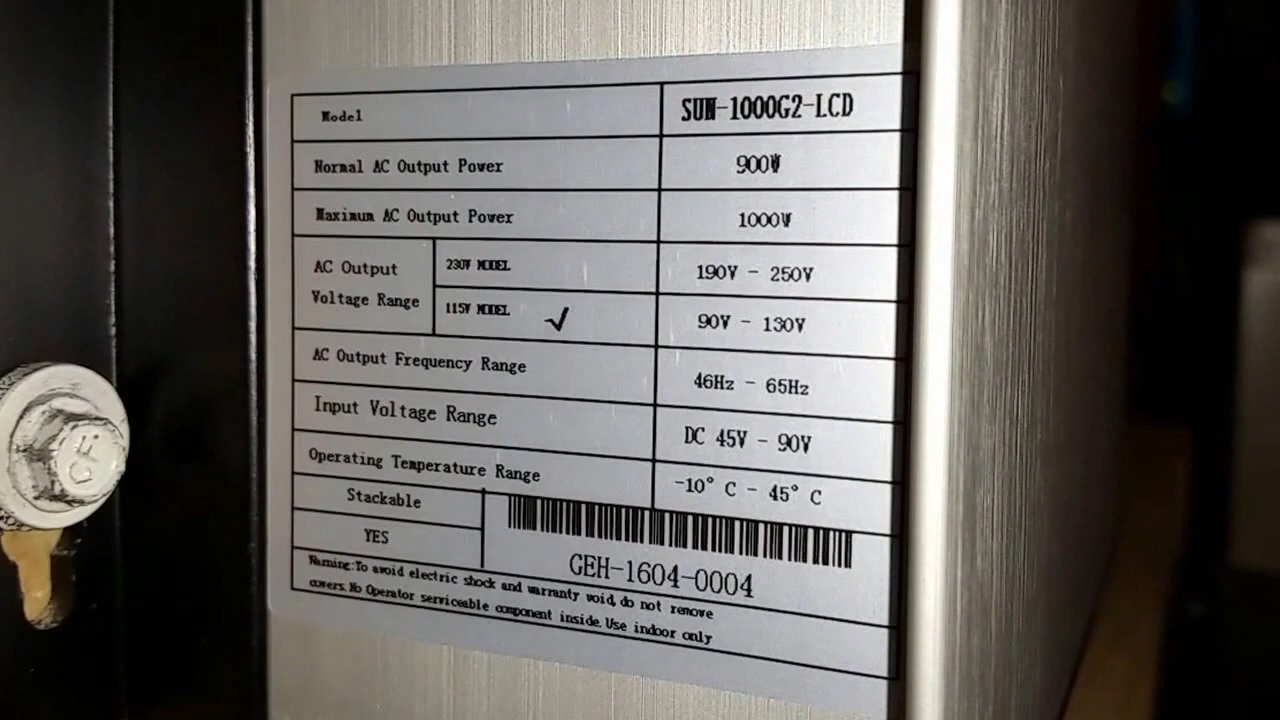 Model SUN-1000G2-LCD
Normal AC Output Power 900W
Maximum AC Output Power 1000W
AC Output Voltage Range 230V MODEL 190V - 250V
115V MODEL ✓ 90V - 130V
AC Output Frequency Range 46Hz - 65Hz
Input Voltage Range DC 45V - 90V
Operating Temperature Range -10° C - 45° C
Stackable
YES
GEH-1604-0004
Warning:To avoid electric shock and warranty void, do not remove
covers. No Operator serviceable component inside. Use indoor only